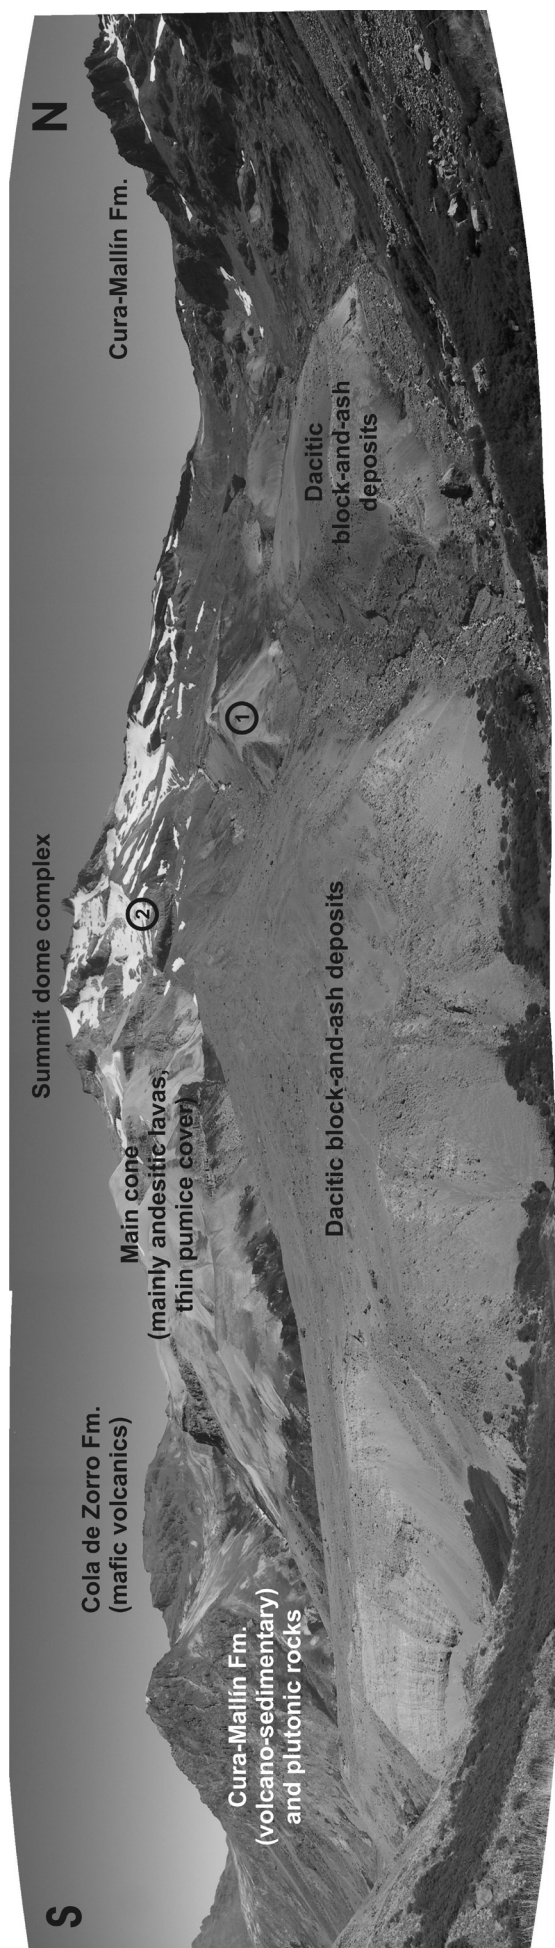 S
N
Summit dome complex
Cola de Zorro Fm.
(mafic volcanics)
Cura-Mallín Fm.
Main cone
(mainly andesitic lavas,
thin pumice cover)
2
1
Cura-Mallín Fm.
(volcano-sedimentary)
and plutonic rocks
Dacitic block-and-ash deposits
Dacitic
block-and-ash
deposits